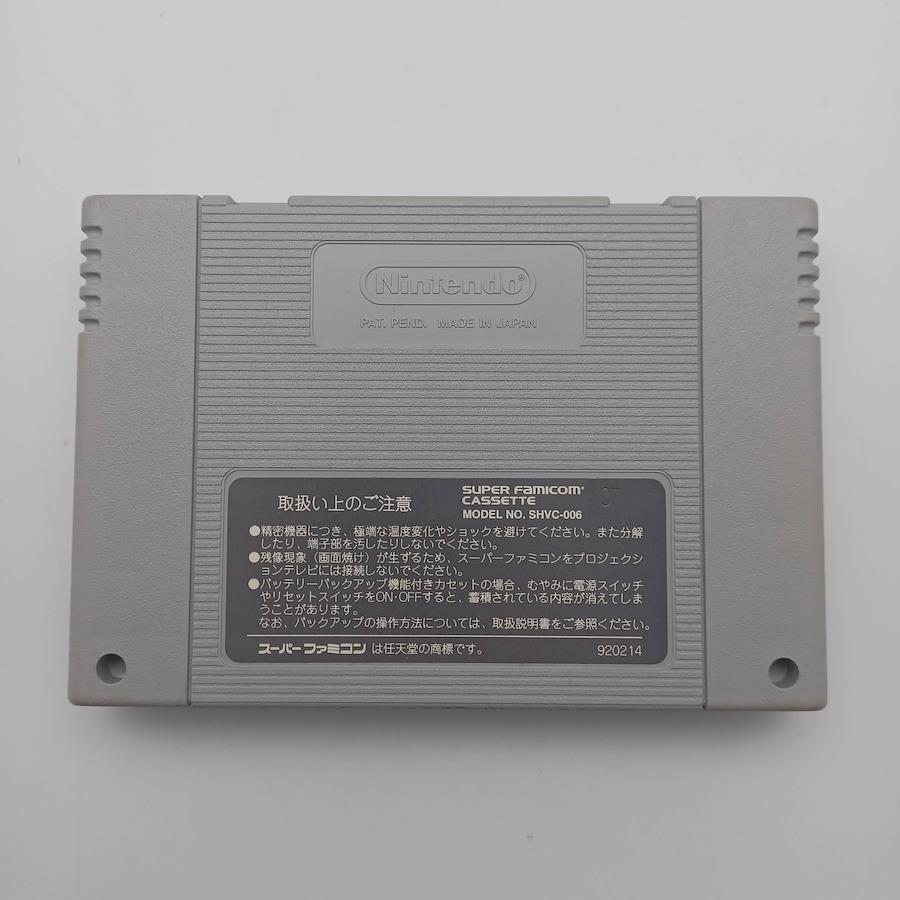 Nintendo®
PAT. PEND. MADE IN JAPAN
取扱い上のご注意
SUPER FAMICOM®
CASSETTE
MODEL NO. SHVC-006
●精密機器につき、極端な温度変化やショックを避けてください。また分解
したり、端子部を汚したりしないでください。
●残像現象（画面焼け）が生ずるため、スーパーファミコンをプロジェクシ
ョンテレビには接続しないでください。
●バッテリーバックアップ機能付きカセットの場合、むやみに電源スイッチ
やリセットスイッチをON・OFFすると、蓄積されている内容が消えてしま
うことがあります。
なお、バックアップの操作方法については、取扱説明書をご参照ください。
スーパーファミコンは任天堂の商標です。
920214